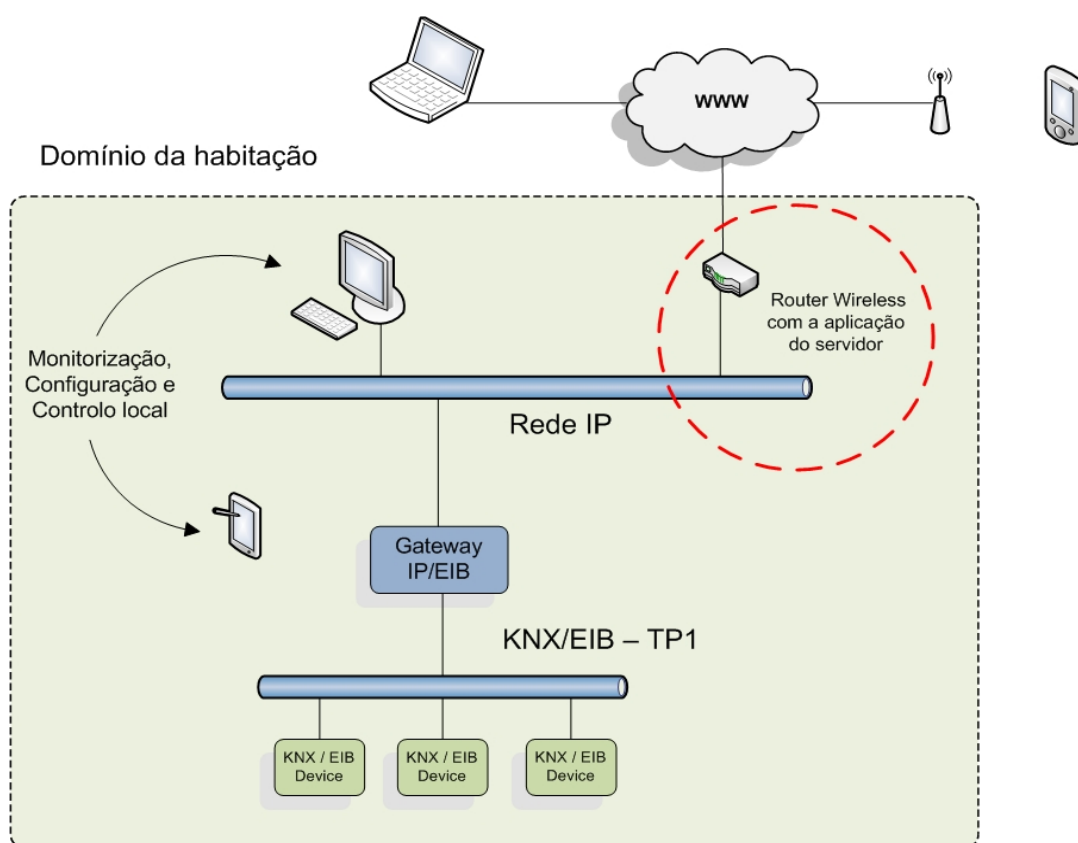 www
Domínio da habitação
Router Wireless
com a aplicação
do servidor
Monitorização,
Configuração e
Controlo local
Rede IP
Gateway
IP/EIB
KNX/EIB – TP1
KNX / EIB
Device
KNX / EIB
Device
KNX / EIB
Device